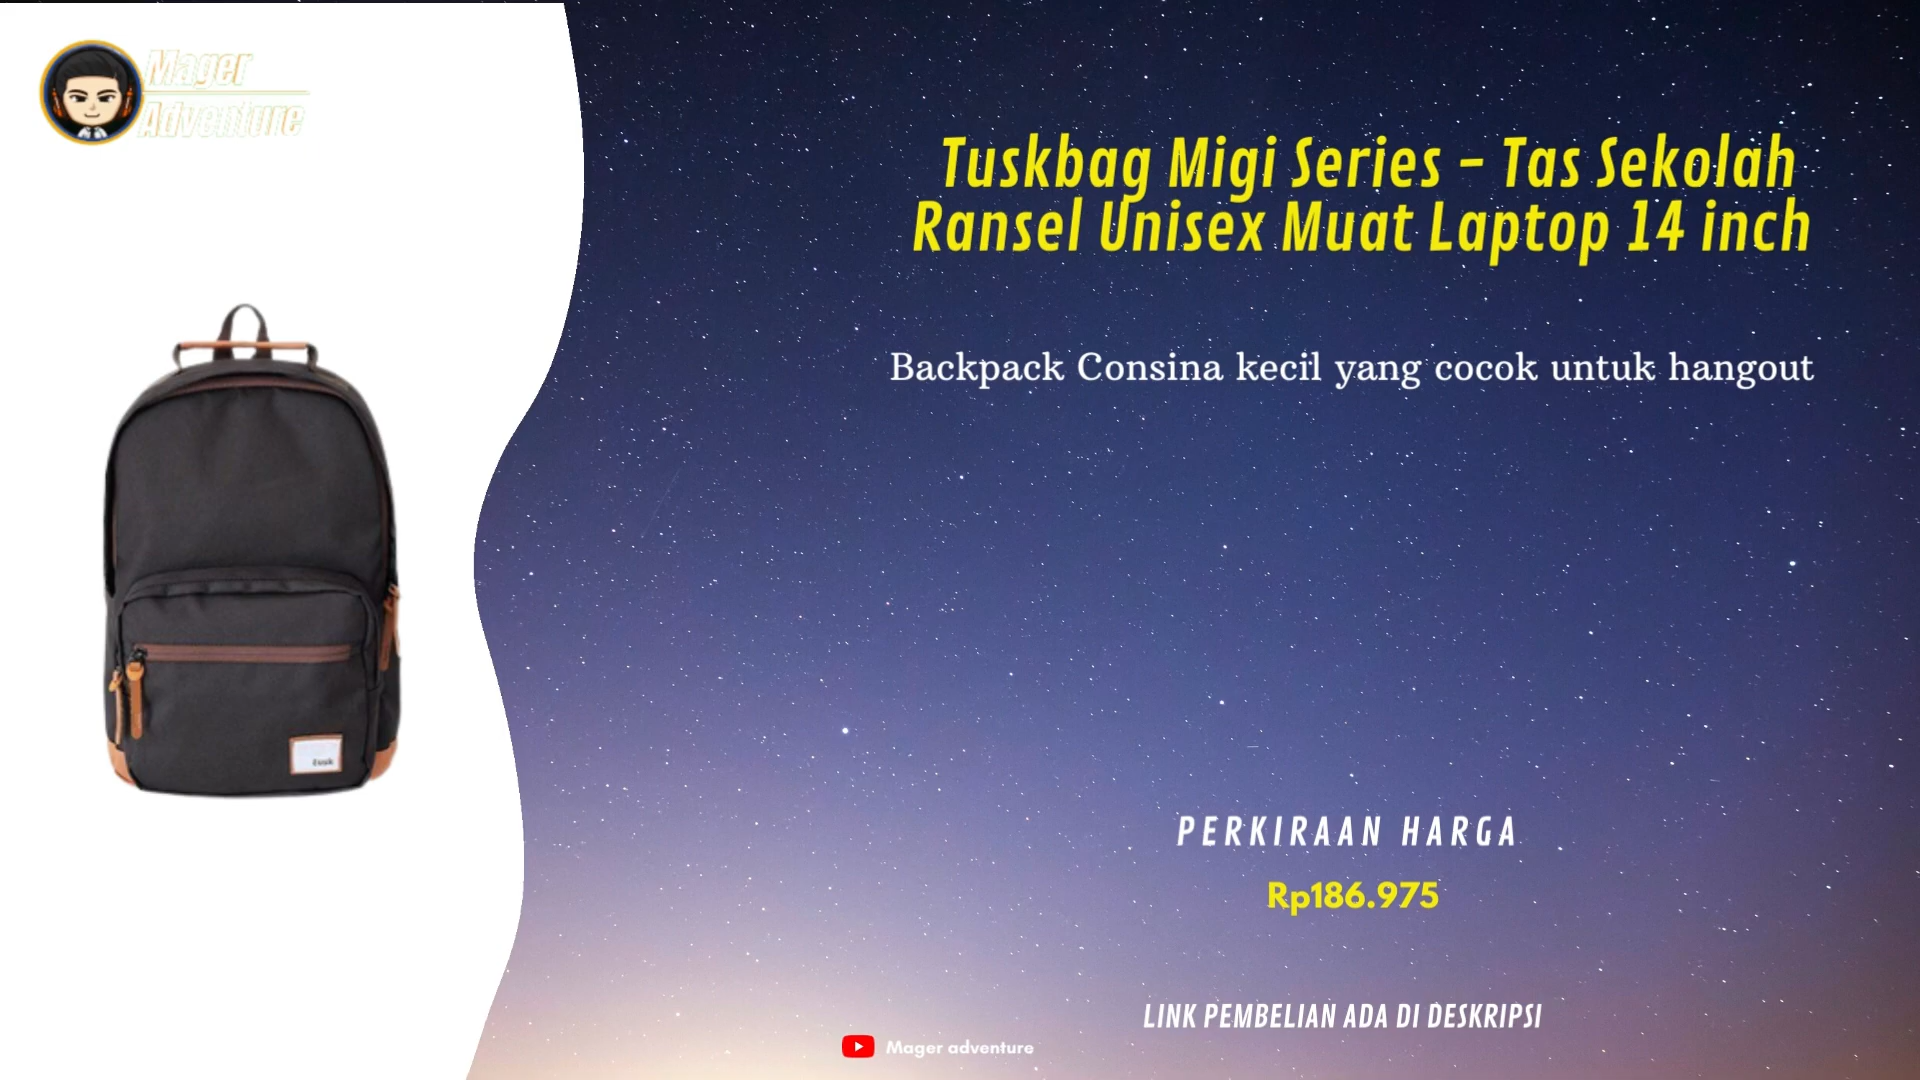 Mager
Adventure
Tuskbag Migi Series - Tas Sekolah
Ransel Unisex Muat Laptop 14 inch
Backpack Consina kecil yang cocok untuk hangout
tusk
PERKIRAAN HARGA
Rp186.975
LINK PEMBELIAN ADA DI DESKRIPSI
Mager adventure